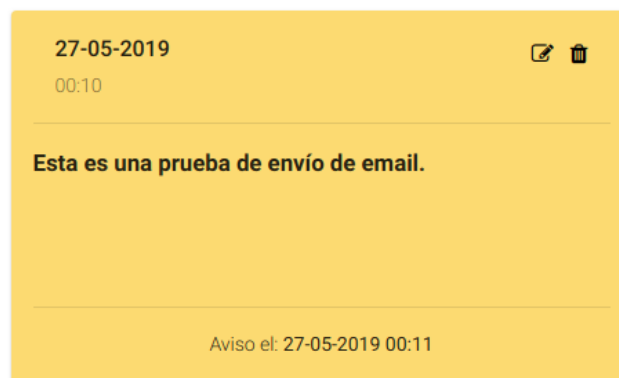 27-05-2019
00:10
Esta es una prueba de envío de email.
Aviso el: 27-05-2019 00:11